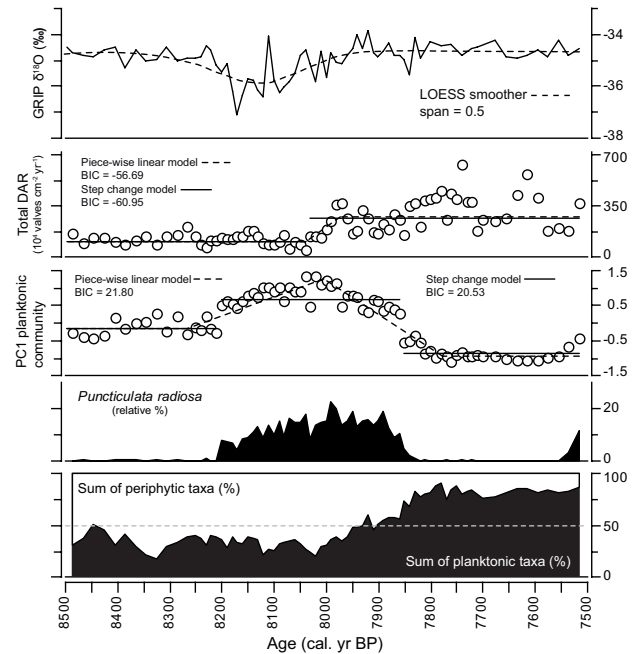 GRIP δ18O (‰)
-34
-36
-38
LOESS smoother
span = 0.5
Total DAR
(10⁴ valves cm⁻² yr⁻¹)
Piece-wise linear model
BIC = -56.69
Step change model
BIC = -60.95
700
350
0
PC1 planktonic
community
Piece-wise linear model
BIC = 21.80
Step change model
BIC = 20.53
1.5
0.5
-0.5
-1.5
Puncticulata radiosa
(relative %)
20
0
Sum of periphytic taxa (%)
Sum of planktonic taxa (%)
100
50
0
8500
8400
8300
8200
8100
8000
7900
7800
7700
7600
7500
Age (cal. yr BP)